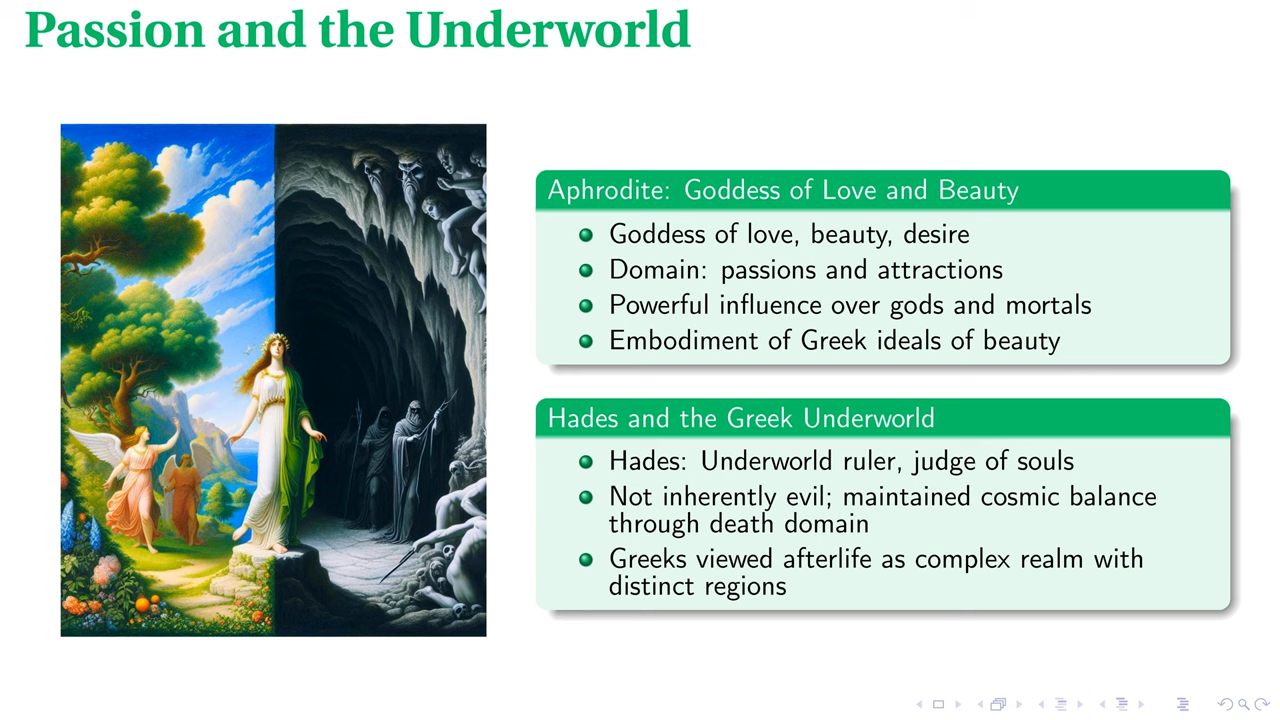 Passion and the Underworld
Aphrodite: Goddess of Love and Beauty
Goddess of love, beauty, desire
Domain: passions and attractions
Powerful influence over gods and mortals
Embodiment of Greek ideals of beauty
Hades and the Greek Underworld
Hades: Underworld ruler, judge of souls
Not inherently evil; maintained cosmic balance
through death domain
Greeks viewed afterlife as complex realm with
distinct regions